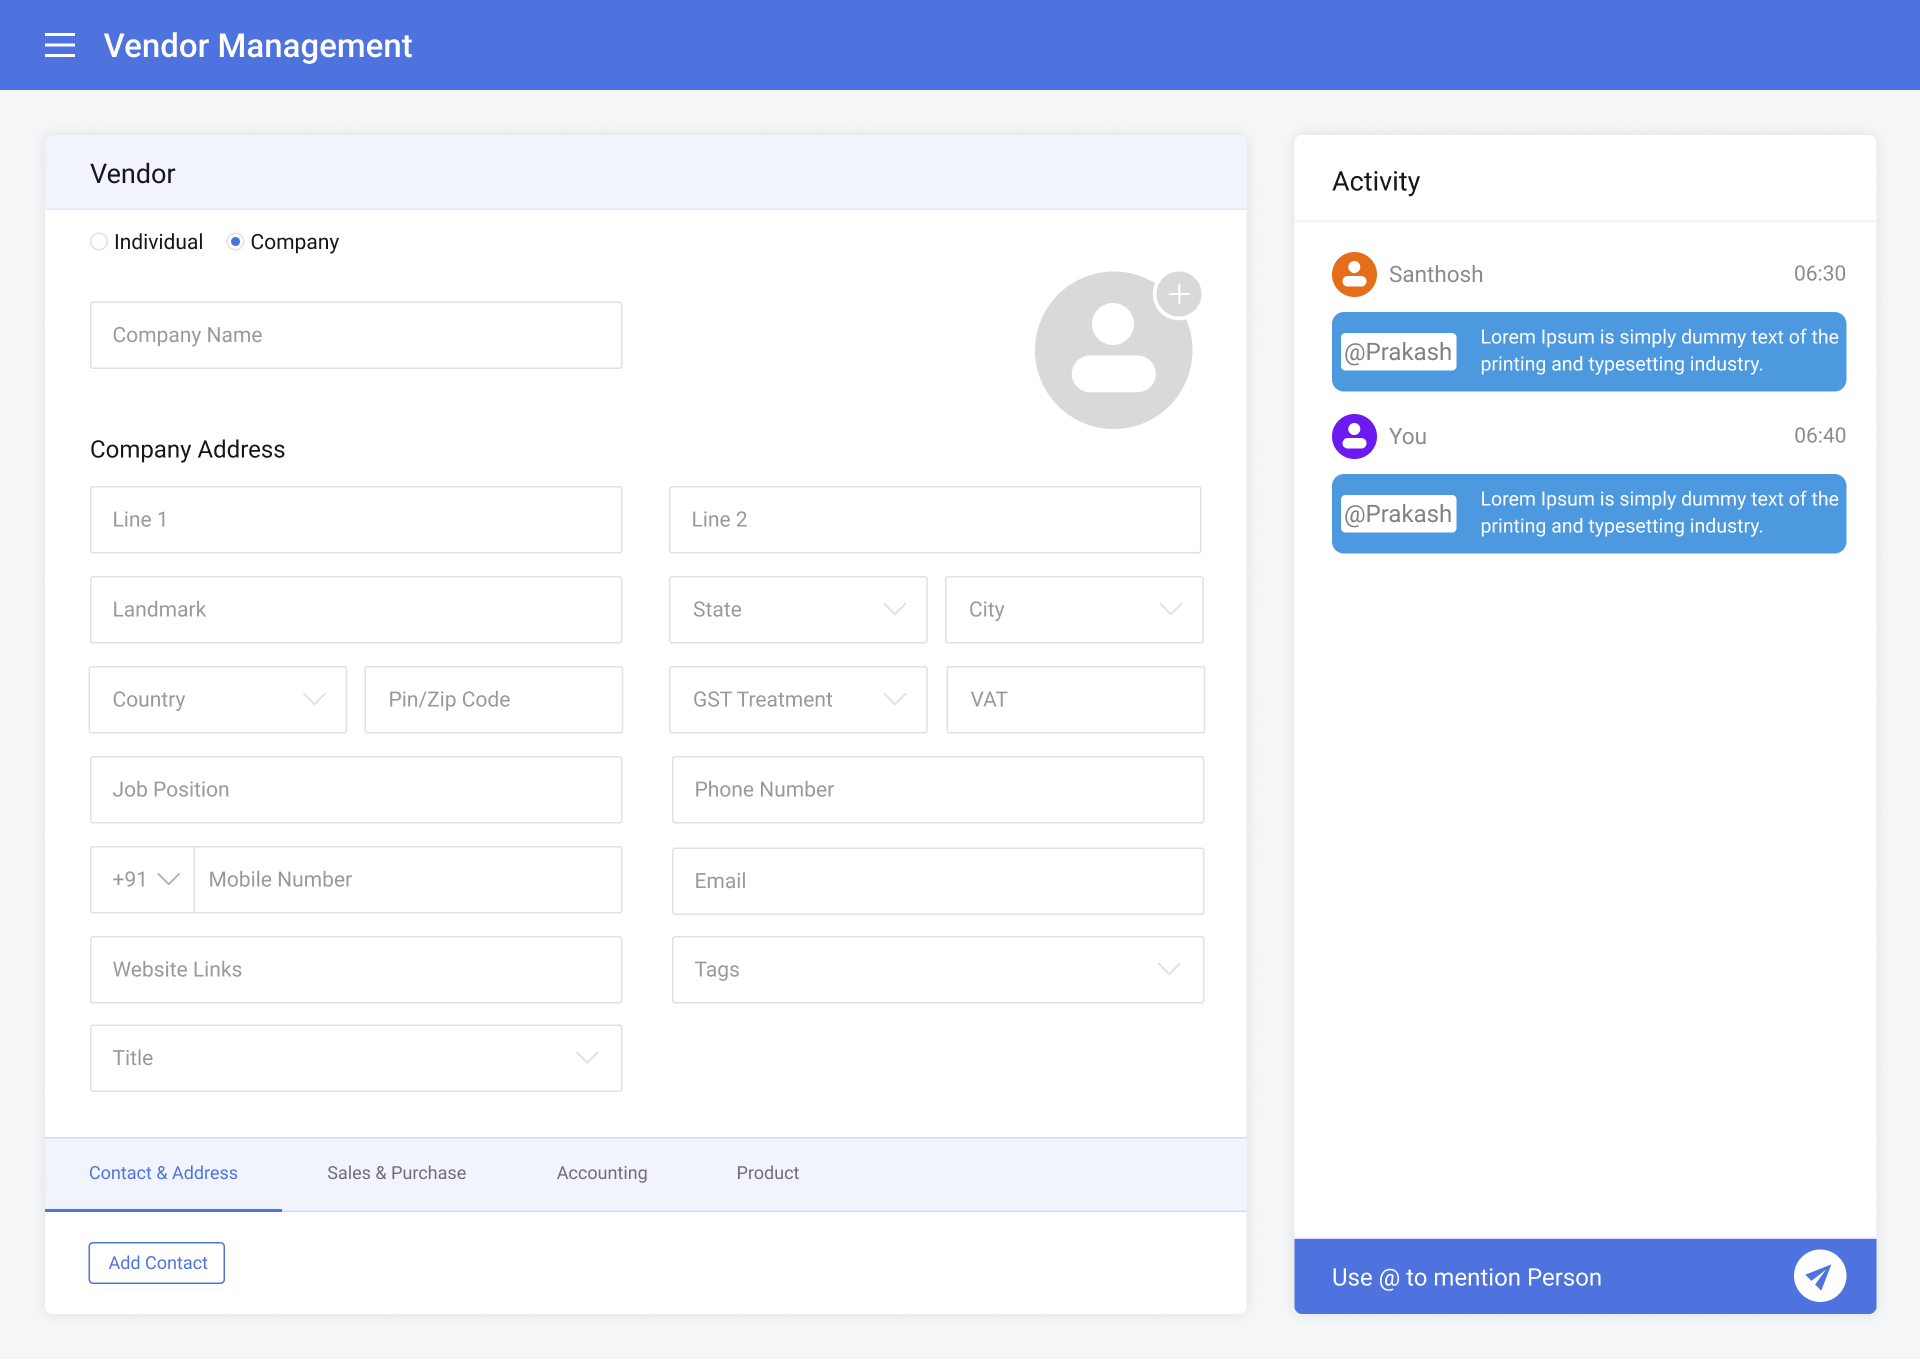 Vendor Management
Vendor
Individual
Company
Company Name
Company Address
Line 1
Line 2
Landmark
State
City
Country
Pin/Zip Code
GST Treatment
VAT
Job Position
Phone Number
+91
Mobile Number
Email
Website Links
Tags
Title
Contact & Address
Sales & Purchase
Accounting
Product
Add Contact
Activity
Santhosh
06:30
@Prakash
Lorem Ipsum is simply dummy text of the
printing and typesetting industry.
You
06:40
@Prakash
Lorem Ipsum is simply dummy text of the
printing and typesetting industry.
Use @ to mention Person